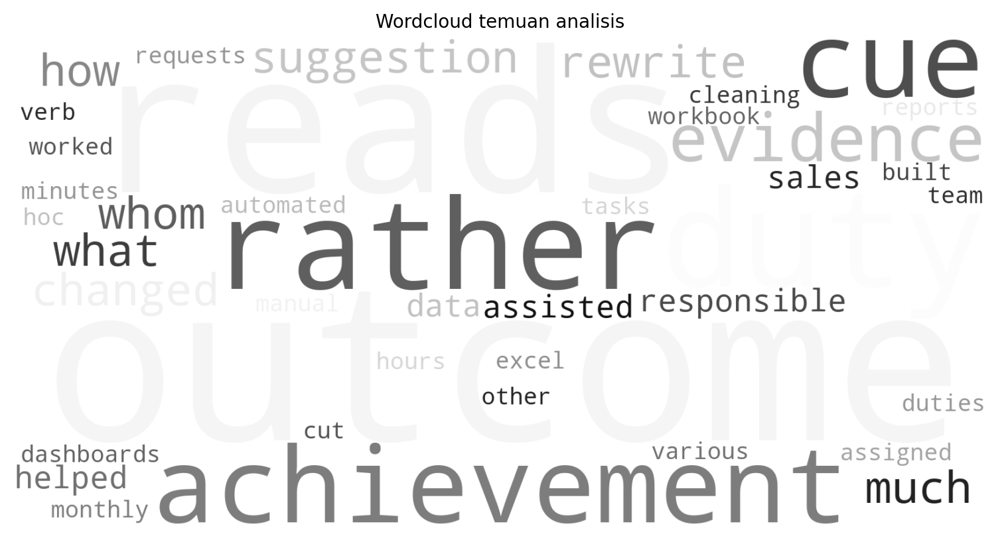 Wordcloud temuan analisis
cue
how
requests
suggestion
rewrite
reads
cleaning
verb
workbook
reports
evidence
worked
sales
built
minutes
team
hoc
whom
automated
tasks
rather
duty
what
changed
manual
data
assisted
responsible
outcome
hours
excel
other
duties
cut
dashboards
various
assigned
helped
achievement
much
monthly